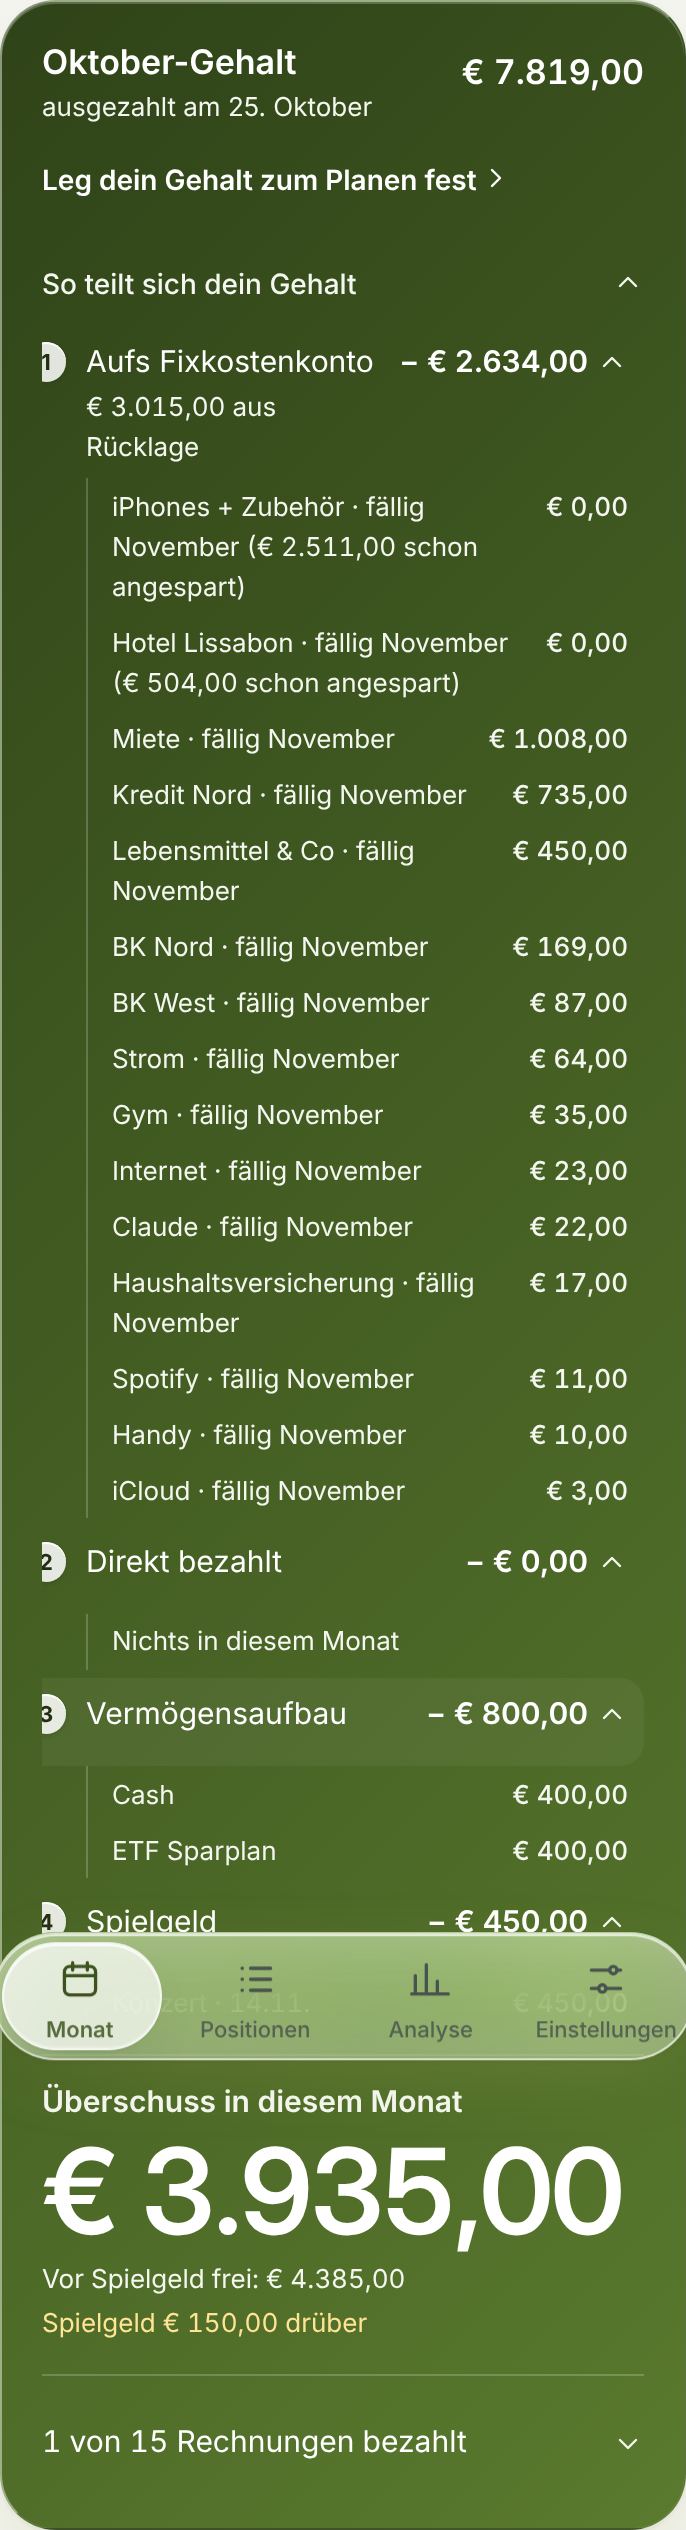 Oktober-Gehalt
€ 7.819,00
ausgezahlt am 25. Oktober
Leg dein Gehalt zum Planen fest
So teilt sich dein Gehalt
1 Aufs Fixkostenkonto – € 2.634,00
€ 3.015,00 aus
Rücklage
iPhones + Zubehör · fällig € 0,00
November (€ 2.511,00 schon
angespart)
Hotel Lissabon · fällig November € 0,00
(€ 504,00 schon angespart)
Miete · fällig November € 1.008,00
Kredit Nord · fällig November € 735,00
Lebensmittel & Co · fällig € 450,00
November
BK Nord · fällig November € 169,00
BK West · fällig November € 87,00
Strom · fällig November € 64,00
Gym · fällig November € 35,00
Internet · fällig November € 23,00
Claude · fällig November € 22,00
Haushaltsversicherung · fällig € 17,00
November
Spotify · fällig November € 11,00
Handy · fällig November € 10,00
iCloud · fällig November € 3,00
2 Direkt bezahlt – € 0,00
Nichts in diesem Monat
3 Vermögensaufbau – € 800,00
Cash € 400,00
ETF Sparplan € 400,00
4 Spielgeld – € 450,00
Konzert · 14.11. € 450,00
Monat Positionen Analyse Einstellungen
Überschuss in diesem Monat
€ 3.935,00
Vor Spielgeld frei: € 4.385,00
Spielgeld € 150,00 drüber
1 von 15 Rechnungen bezahlt